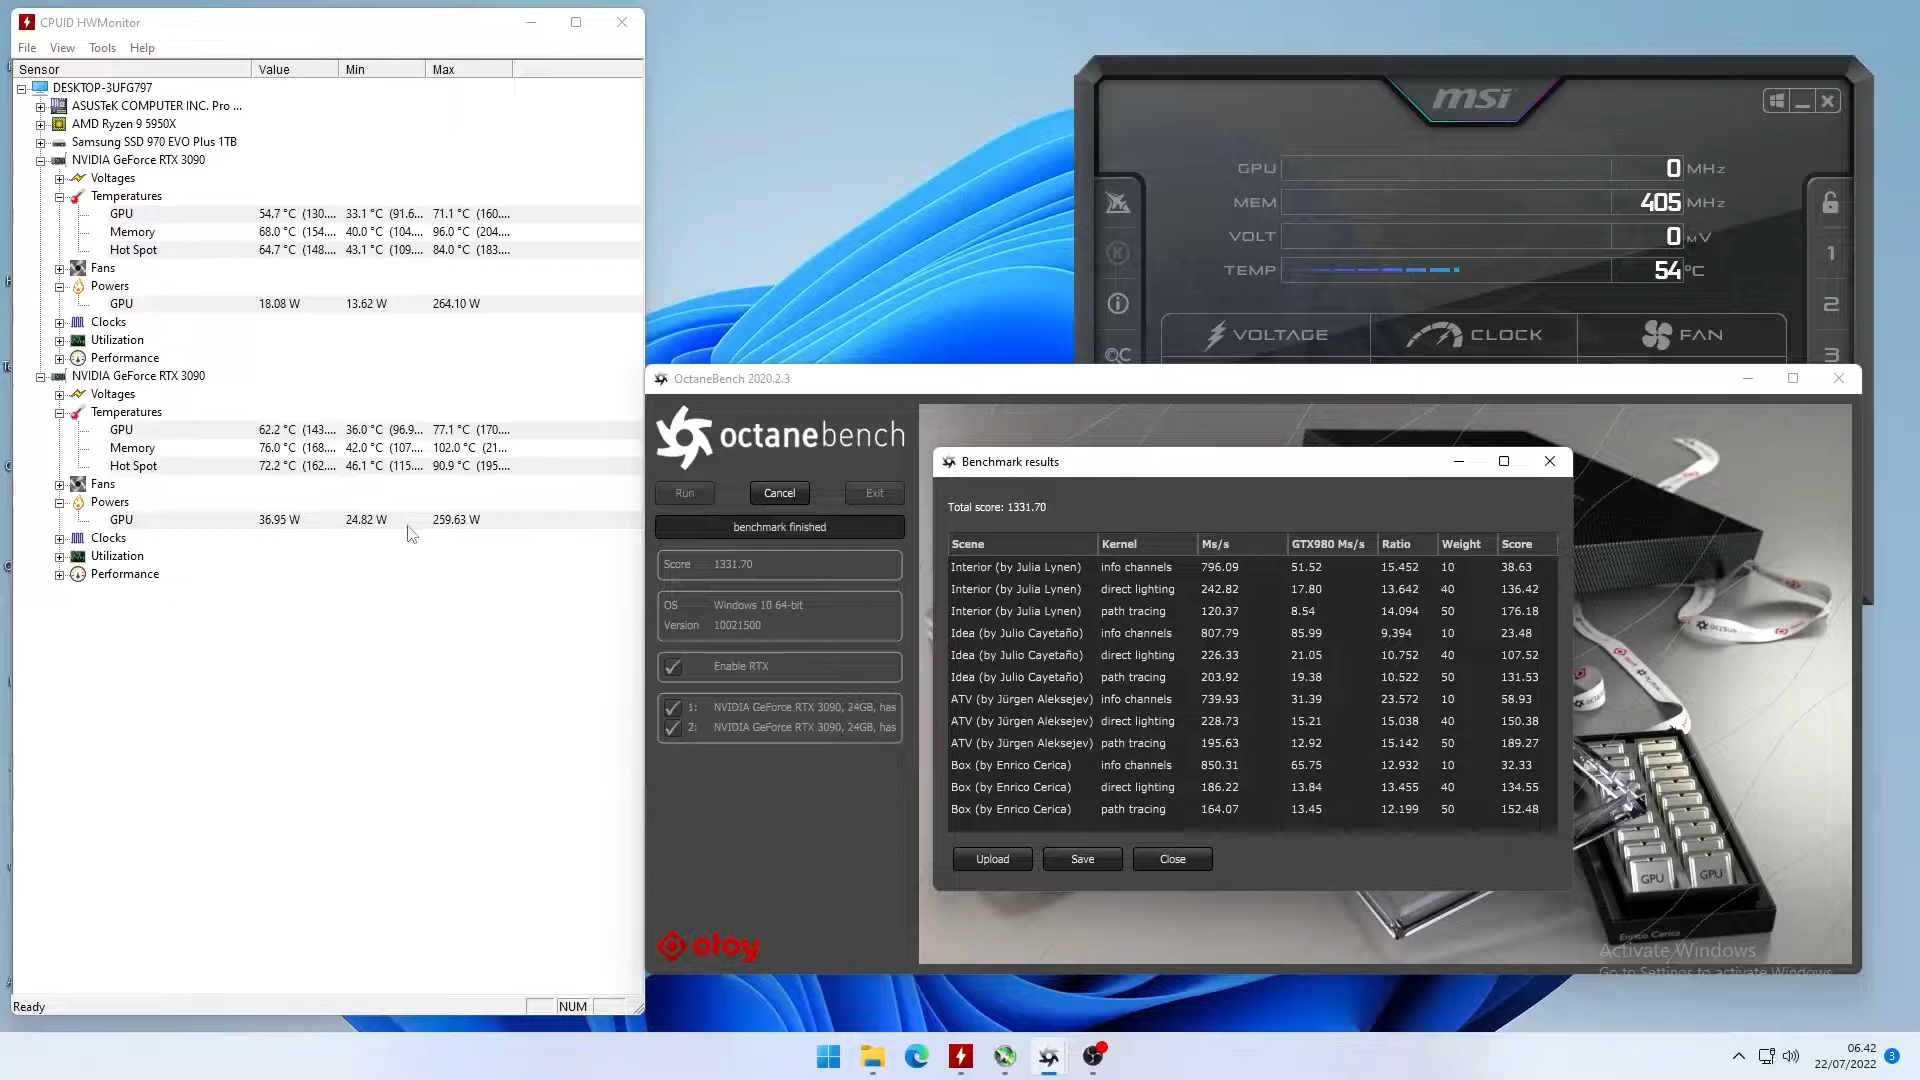 CPUID HWMonitor
File View Tools Help
Sensor Value Min Max
DESKTOP-3UFG797
ASUSTeK COMPUTER INC. Pro ...
AMD Ryzen 9 5950X
Samsung SSD 970 EVO Plus 1TB
NVIDIA GeForce RTX 3090
Voltages
Temperatures
GPU 54.7 °C (130.... 33.1 °C (91.6... 71.1 °C (160....
Memory 68.0 °C (154.... 40.0 °C (104.... 96.0 °C (204....
Hot Spot 64.7 °C (148.... 43.1 °C (109.... 84.0 °C (183....
Fans
Powers
GPU 18.08 W 13.62 W 264.10 W
Clocks
Utilization
Performance
NVIDIA GeForce RTX 3090
Voltages
Temperatures
GPU 62.2 °C (143.... 36.0 °C (96.9... 77.1 °C (170....
Memory 76.0 °C (168.... 42.0 °C (107.... 102.0 °C (21...
Hot Spot 72.2 °C (162.... 46.1 °C (115.... 90.9 °C (195....
Fans
Powers
GPU 36.95 W 24.82 W 259.63 W
Clocks
Utilization
Performance
Ready
NUM
msi
GPU 0 MHz
MEM 405 MHz
VOLT 0 MV
TEMP 54 °C
VOLTAGE CLOCK FAN
K
OC
1
2
3
OctaneBench 2020.2.3
octanebench
Run Cancel Exit
benchmark finished
Score 1331.70
OS Windows 10 64-bit
Version 10021500
Enable RTX
1: NVIDIA GeForce RTX 3090, 24GB, has
2: NVIDIA GeForce RTX 3090, 24GB, has
otoy
Benchmark results
Total score: 1331.70
Scene Kernel Ms/s GTX980 Ms/s Ratio Weight Score
Interior (by Julia Lynen) info channels 796.09 51.52 15.452 10 38.63
Interior (by Julia Lynen) direct lighting 242.82 17.80 13.642 40 136.42
Interior (by Julia Lynen) path tracing 120.37 8.54 14.094 50 176.18
Idea (by Julio Cayetaño) info channels 807.79 85.99 9.394 10 23.48
Idea (by Julio Cayetaño) direct lighting 226.33 21.05 10.752 40 107.52
Idea (by Julio Cayetaño) path tracing 203.92 19.38 10.522 50 131.53
ATV (by Jürgen Aleksejev) info channels 739.93 31.39 23.572 10 58.93
ATV (by Jürgen Aleksejev) direct lighting 228.73 15.21 15.038 40 150.38
ATV (by Jürgen Aleksejev) path tracing 195.63 12.92 15.142 50 189.27
Box (by Enrico Cerica) info channels 850.31 65.75 12.932 10 32.33
Box (by Enrico Cerica) direct lighting 186.22 13.84 13.455 40 134.55
Box (by Enrico Cerica) path tracing 164.07 13.45 12.199 50 152.48
Upload Save Close
GPU GPU
Enrico Cerica
Activate Windows
Go to Settings to activate Windows.
06.42
22/07/2022
3